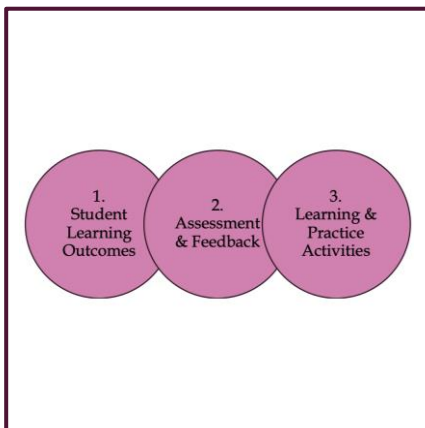 1.
Student
Learning
Outcomes
2.
Assessment
& Feedback
3.
Learning &
Practice
Activities